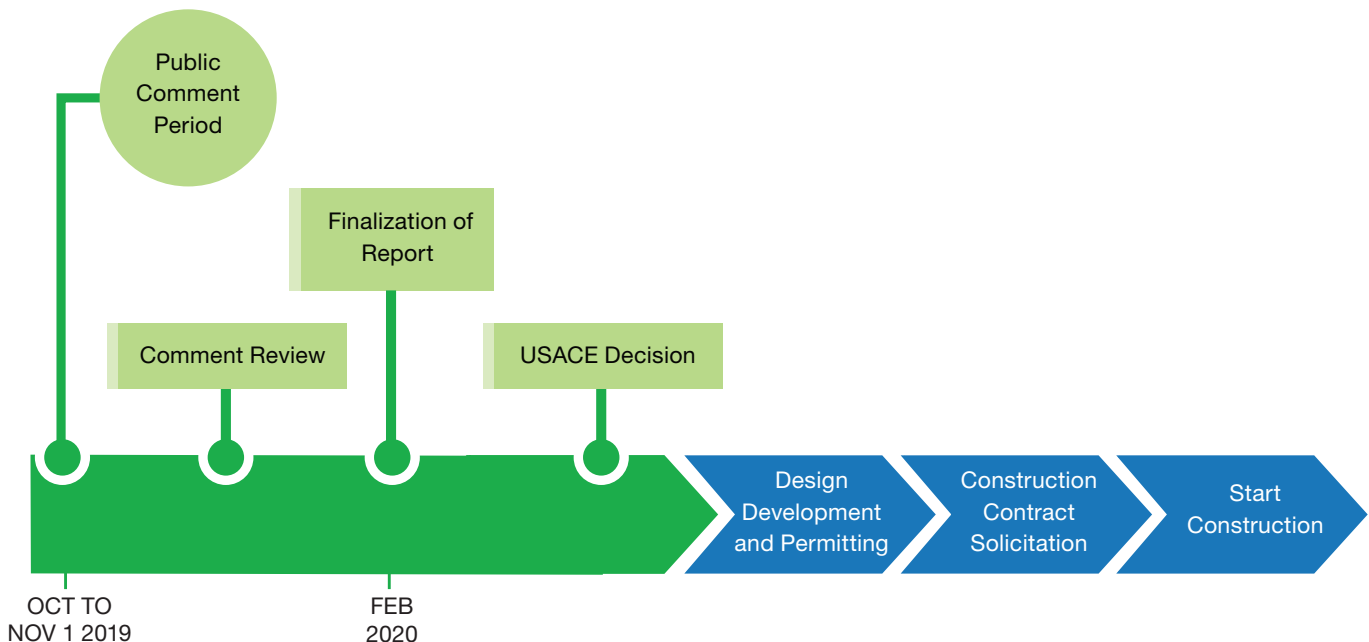 Public
Comment
Period
Finalization of
Report
Comment Review
USACE Decision
Design
Development
and Permitting
Construction
Contract
Solicitation
Start
Construction
OCT TO
NOV 1 2019
FEB
2020